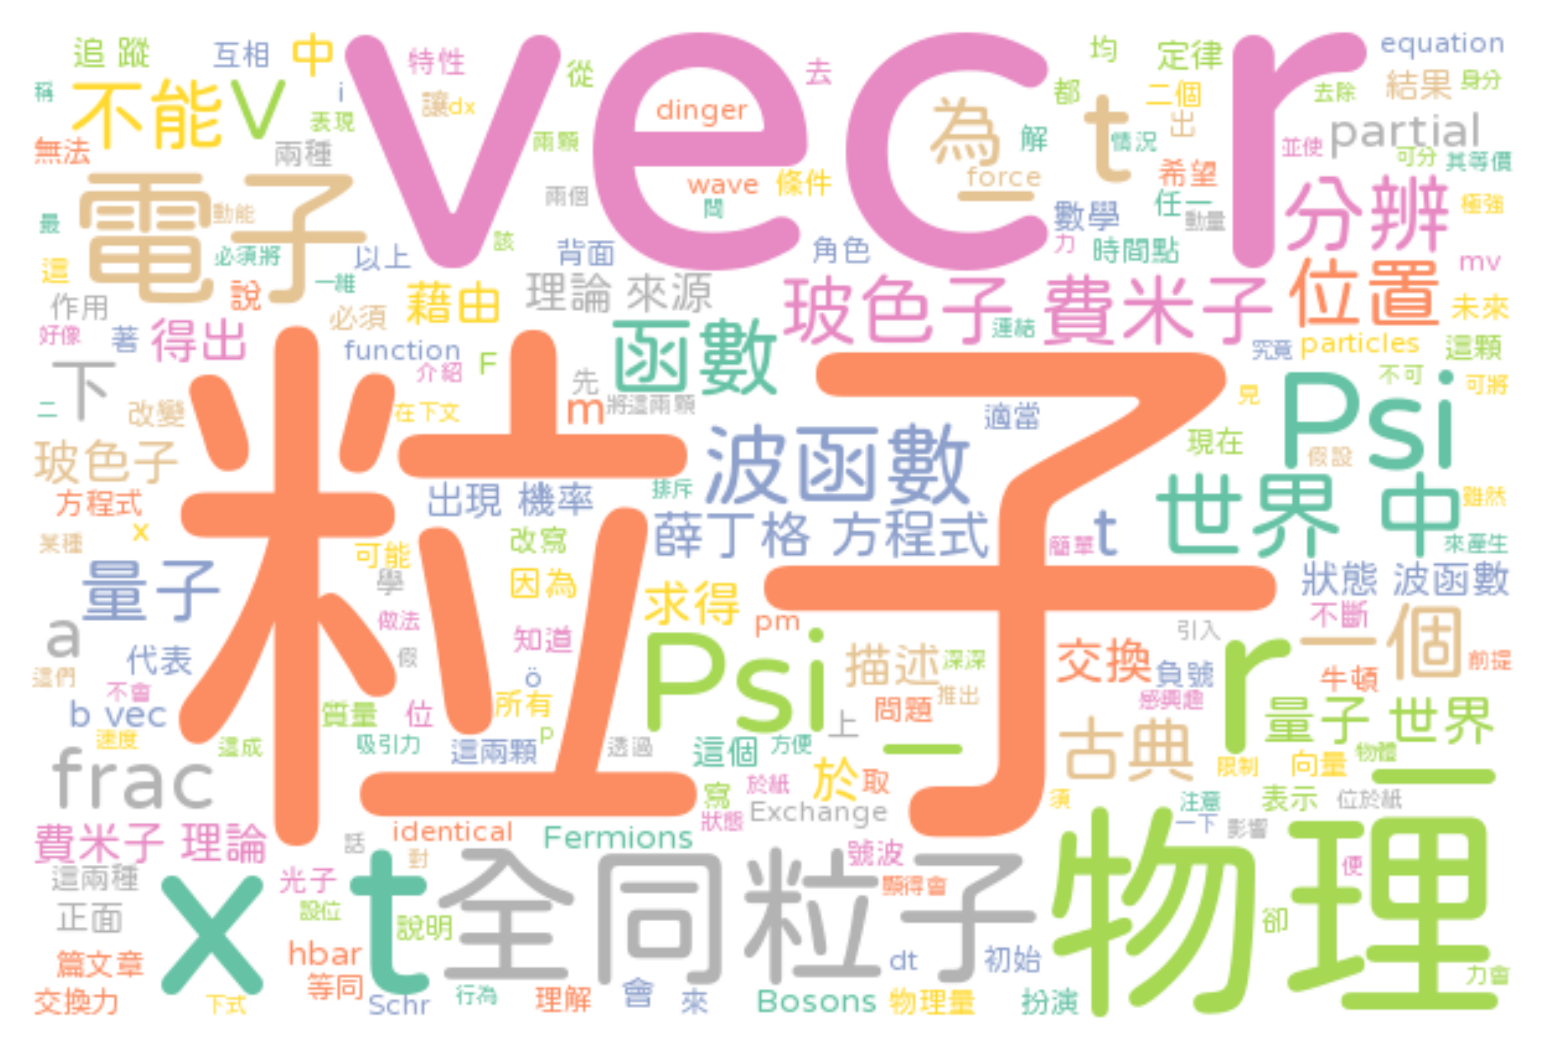 追 蹤 互相 中 vec r 特性 從 去 均 定律 equation
稱 不能 V i 讓 dx dinger 都 二個 去除 結果 身分
表現 兩顆 為 解 t 情況 出 partial
無法 兩種 wave 條件 force 希望 並使 可分 其等價
電子 動能 兩個 間 一 數學 任一 動量 分辨 極強
最 必須將 以上 該 背面 角色 力 時間點 mv
這 說 一維 理論 來源 玻色子 費米子 位置 未來
作用 必須 藉由
好像 著 得出 function 介紹 F 函數 連結 究竟 particles 這顆
下 先 粒子 Psi 不可 可將
二 改變 在下文 m 將這兩顆 適當 見
玻色子 波函數 現在 假設
方程式 出現 機率 排斥 世界 中 雖然
某種 x 可能 改寫 薛丁格 方程式 簡單 t 來產生
量子 學 因為 求得 狀態 波函數
a 做法 知道 pm 引入 不斷 一個
代表 假 Psi _ 描述 深深 交換 負號 r 牛頓 前提
這們 不會 ö 所有 推出 感興趣
b vec 質量 位 問題 量子 世界
速度 這成 吸引力 這兩顆 p 透過 這個 方便 上 古典 限制 向量 物體 一
frac 寫 於紙 於 取 須 注意 表示 位於紙
費米子 理論 話 identical Fermions 狀態 Exchange 一下 影響
這兩種 光子 對 號波 顯得會 便
正面 x t 設位 說明 全同粒子 物理 卻
篇文章 hbar dt 初始 力會
交換力 下式 等同 Schr 行為 理解 會 來 Bosons 物理量 扮演